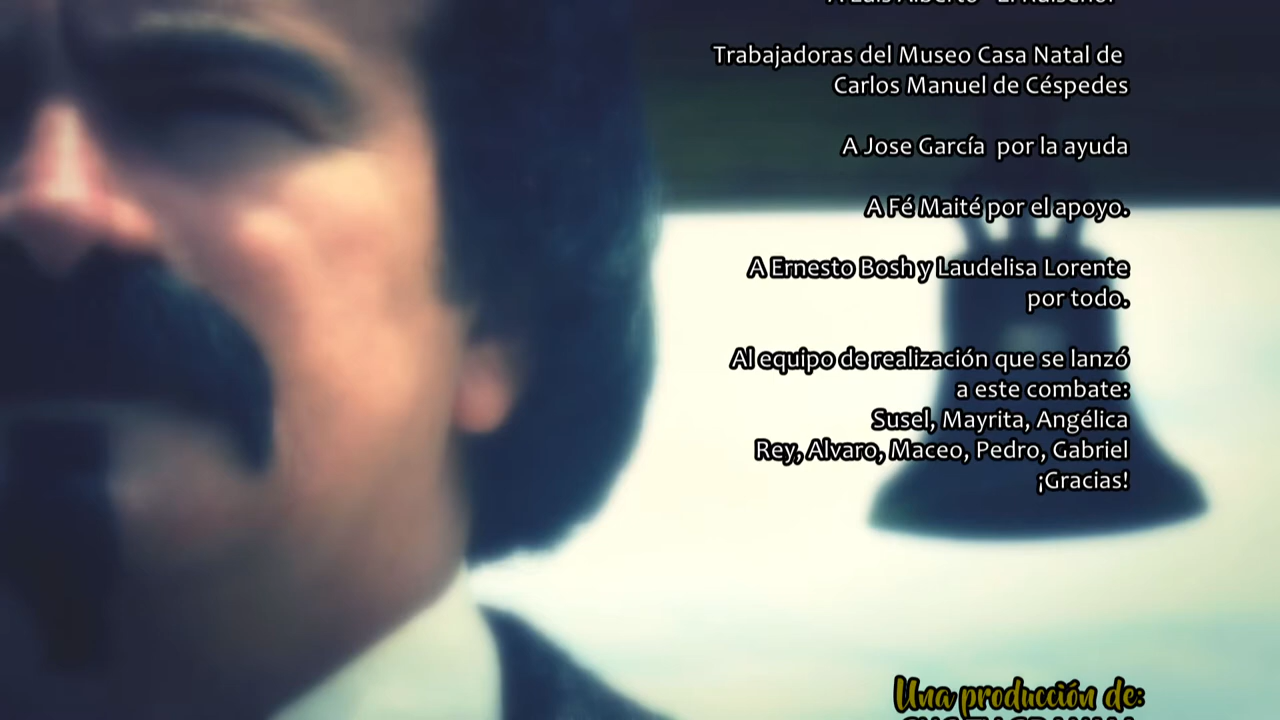 Trabajadoras del Museo Casa Natal de
Carlos Manuel de Céspedes
A Jose García por la ayuda
A Fé Maité por el apoyo.
A Ernesto Bosh y Laudelisa Lorente
por todo.
Al equipo de realización que se lanzó
a este combate:
Susel, Mayrita, Angélica
Rey, Alvaro, Maceo, Pedro, Gabriel
¡Gracias!
Una producción de: